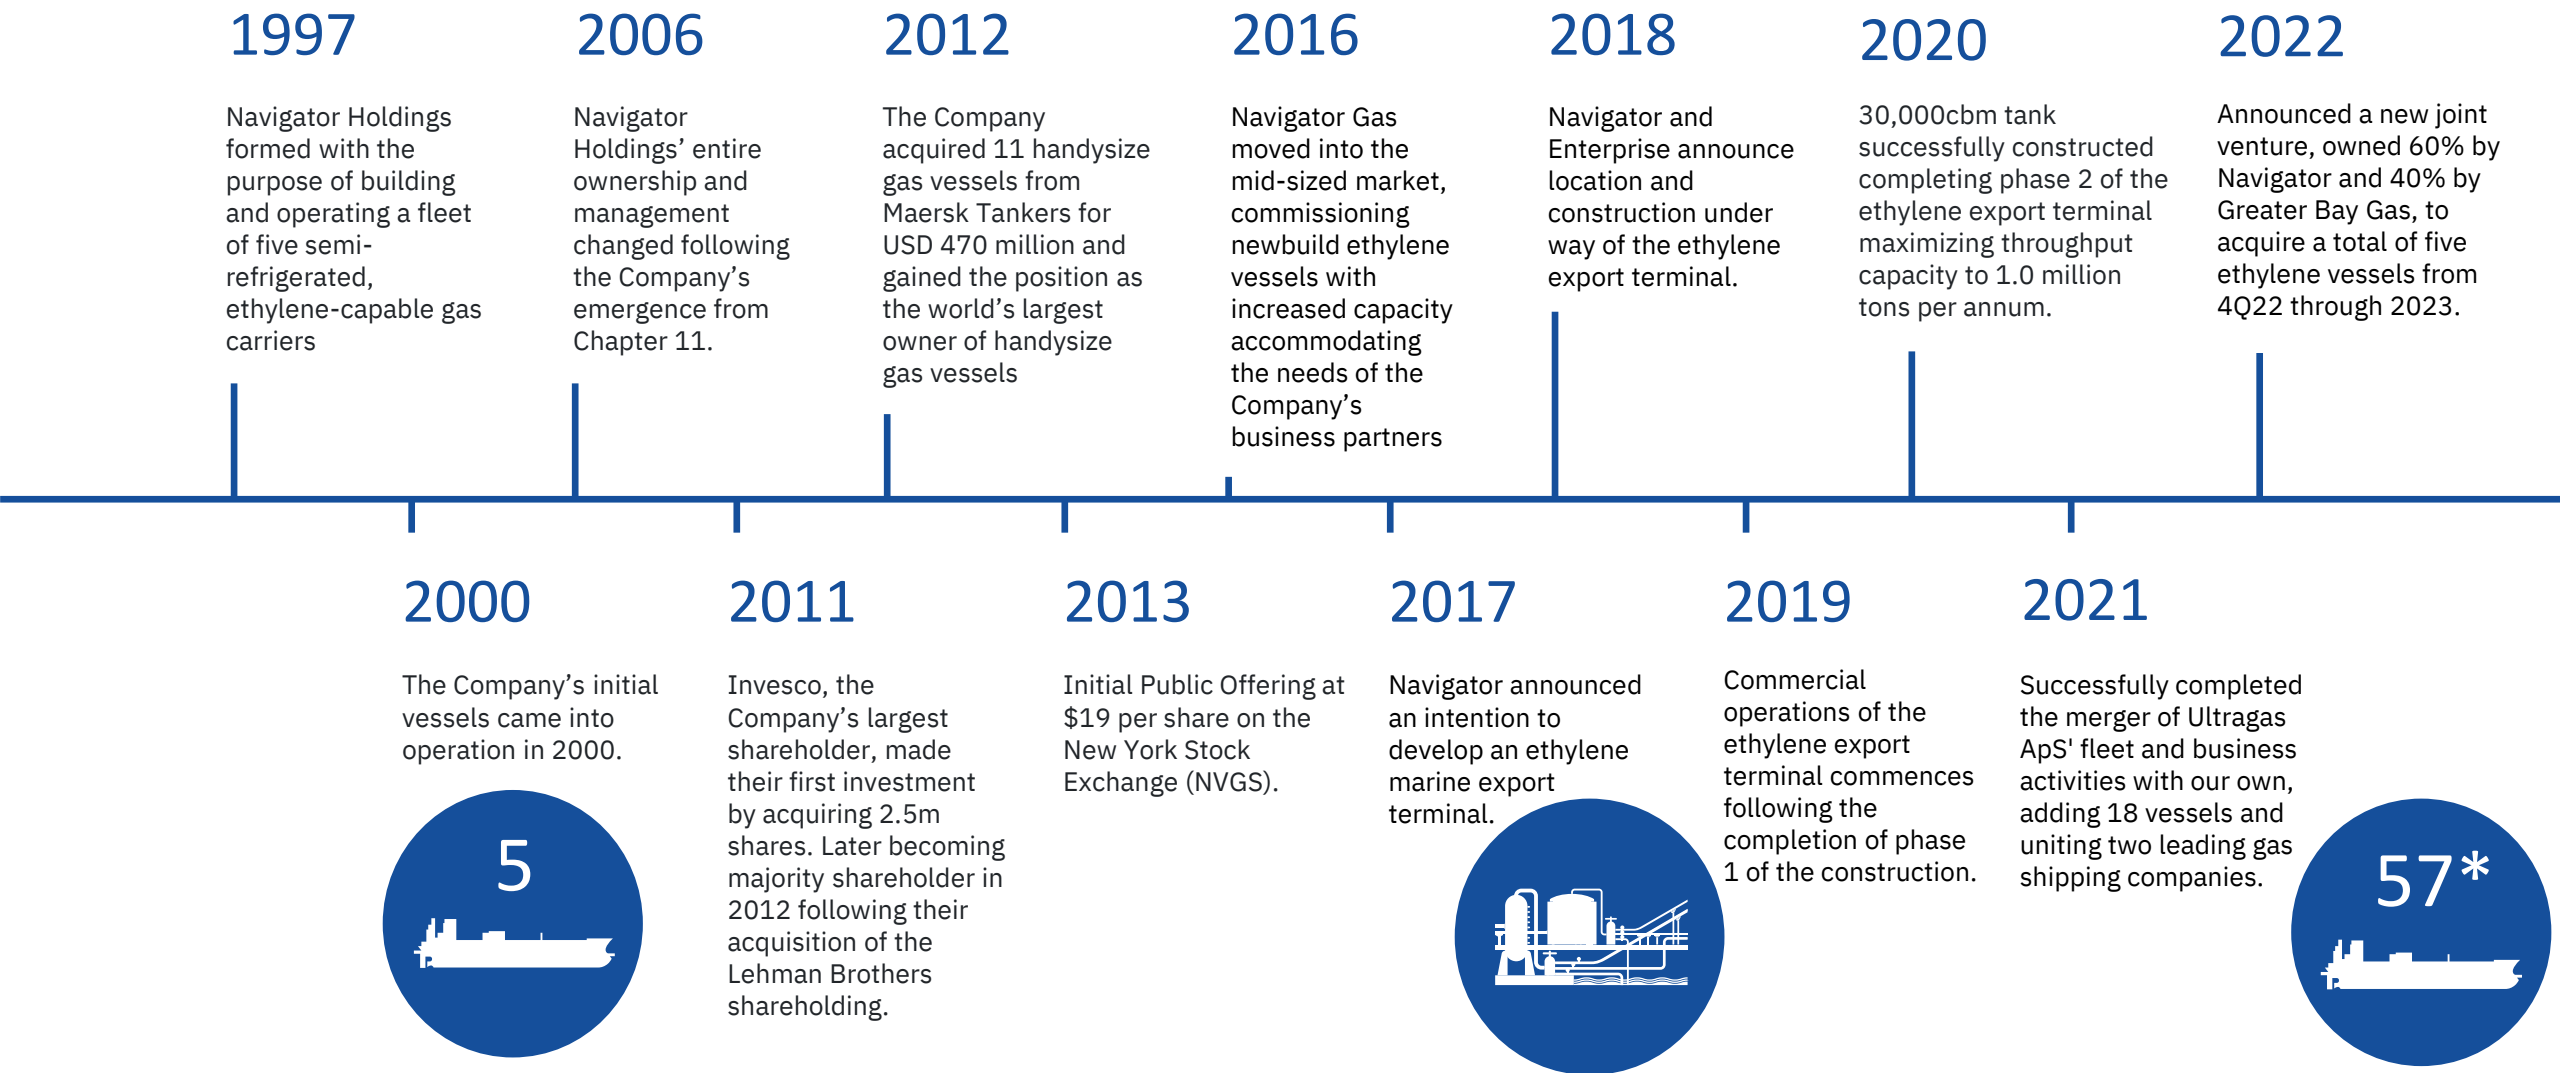 1997
Navigator Holdings
formed with the
purpose of building
and operating a fleet
of five semi-
refrigerated,
ethylene-capable gas
carriers
2006
Navigator
Holdings’ entire
ownership and
management
changed following
the Company’s
emergence from
Chapter 11.
2012
The Company
acquired 11 handysize
gas vessels from
Maersk Tankers for
USD 470 million and
gained the position as
the world’s largest
owner of handysize
gas vessels
2016
Navigator Gas
moved into the
mid-sized market,
commissioning
newbuild ethylene
vessels with
increased capacity
accommodating
the needs of the
Company’s
business partners
2018
Navigator and
Enterprise announce
location and
construction under
way of the ethylene
export terminal.
2020
30,000cbm tank
successfully constructed
completing phase 2 of the
ethylene export terminal
maximizing throughput
capacity to 1.0 million
tons per annum.
2022
Announced a new joint
venture, owned 60% by
Navigator and 40% by
Greater Bay Gas, to
acquire a total of five
ethylene vessels from
4Q22 through 2023.
2000
The Company’s initial
vessels came into
operation in 2000.
5
2011
Invesco, the
Company’s largest
shareholder, made
their first investment
by acquiring 2.5m
shares. Later becoming
majority shareholder in
2012 following their
acquisition of the
Lehman Brothers
shareholding.
2013
Initial Public Offering at
$19 per share on the
New York Stock
Exchange (NVGS).
2017
Navigator announced
an intention to
develop an ethylene
marine export
terminal.
2019
Commercial
operations of the
ethylene export
terminal commences
following the
completion of phase
1 of the construction.
2021
Successfully completed
the merger of Ultragas
ApS' fleet and business
activities with our own,
adding 18 vessels and
uniting two leading gas
shipping companies.
57*